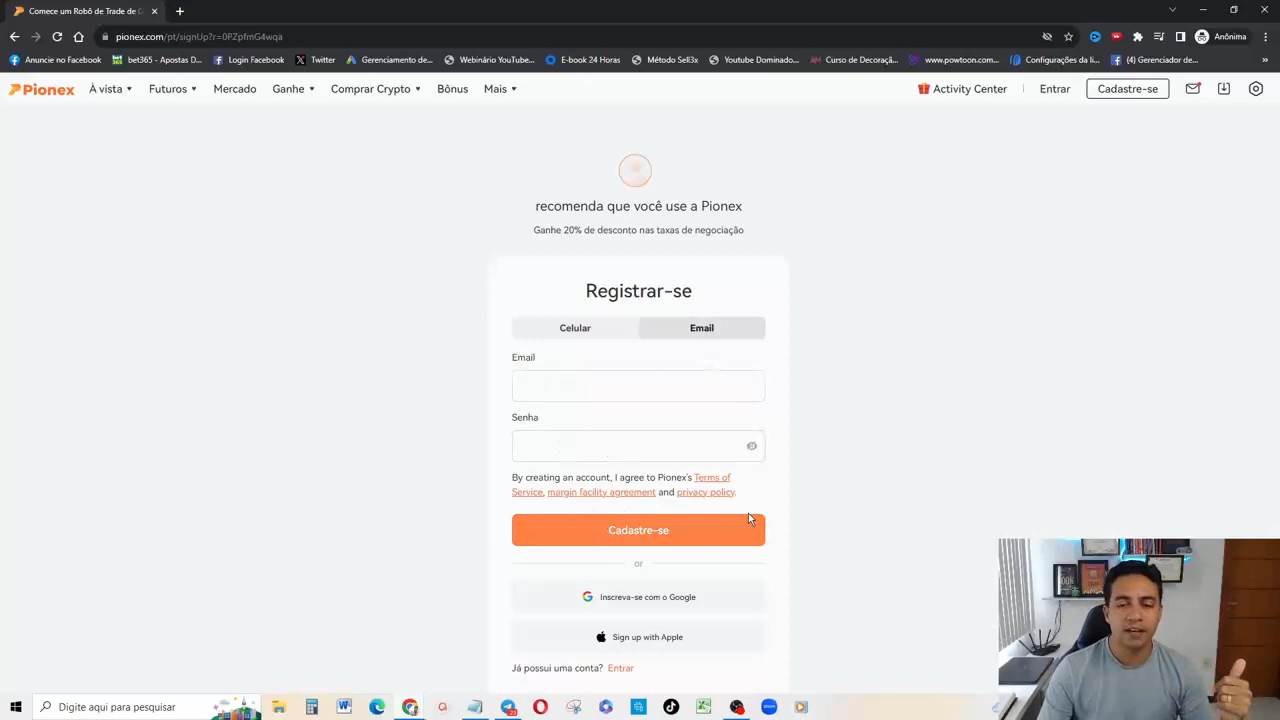 Comece um Robô de Trade de C
pionex.com/pt/signUp?r=0PZpfmG4wqa
Anônima
Anuncie no Facebook
bet365 - Apostas D...
Login Facebook
Twitter
Gerenciamento de...
Webinário YouTube...
E-book 24 Horas
Método Sell3x
Youtube Dominado...
Curso de Decoraçã...
www.powtoon.com...
Configurações da li...
(4) Gerenciador de...
Pionex
À vista
Futuros
Mercado
Ganhe
Comprar Crypto
Bônus
Mais
Activity Center
Entrar
Cadastre-se
recomenda que você use a Pionex
Ganhe 20% de desconto nas taxas de negociação
Registrar-se
Celular
Email
Email
Senha
By creating an account, I agree to Pionex's Terms of
Service, margin facility agreement and privacy policy.
Cadastre-se
or
Inscreva-se com o Google
Sign up with Apple
Já possui uma conta? Entrar
Digite aqui para pesquisar